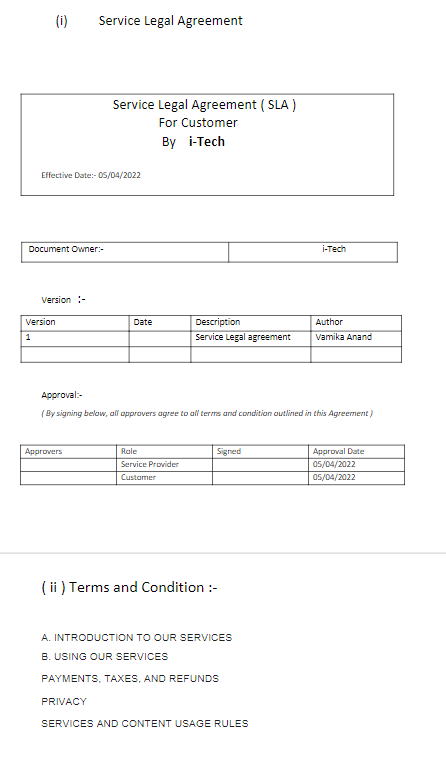 (i) Service Legal Agreement
Service Legal Agreement ( SLA )
For Customer
By i-Tech
Effective Date:- 05/04/2022
Document Owner:- i-Tech
Version :-
Version Date Description Author
1 Service Legal agreement Vamika Anand
Approval:-
( By signing below, all approvers agree to all terms and condition outlined in this Agreement )
Approvers Role Signed Approval Date
Service Provider 05/04/2022
Customer 05/04/2022
( ii ) Terms and Condition :-
A. INTRODUCTION TO OUR SERVICES
B. USING OUR SERVICES
PAYMENTS, TAXES, AND REFUNDS
PRIVACY
SERVICES AND CONTENT USAGE RULES